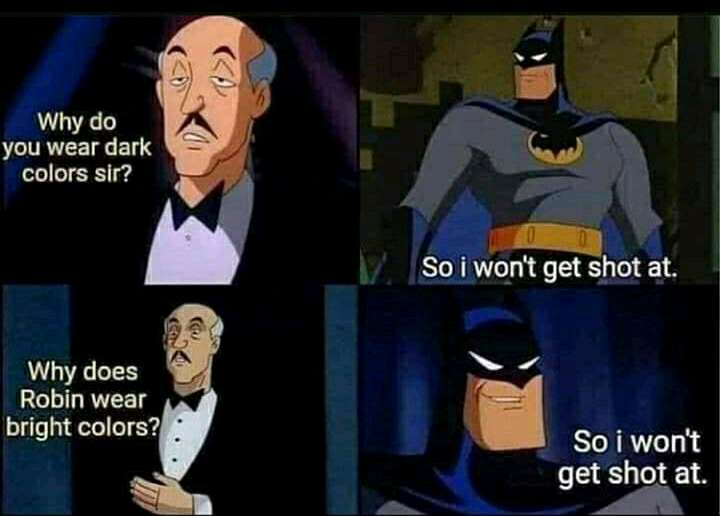 Why do
you wear dark
colors sir?
So i won't get shot at.
Why does
Robin wear
bright colors?
So i won't
get shot at.